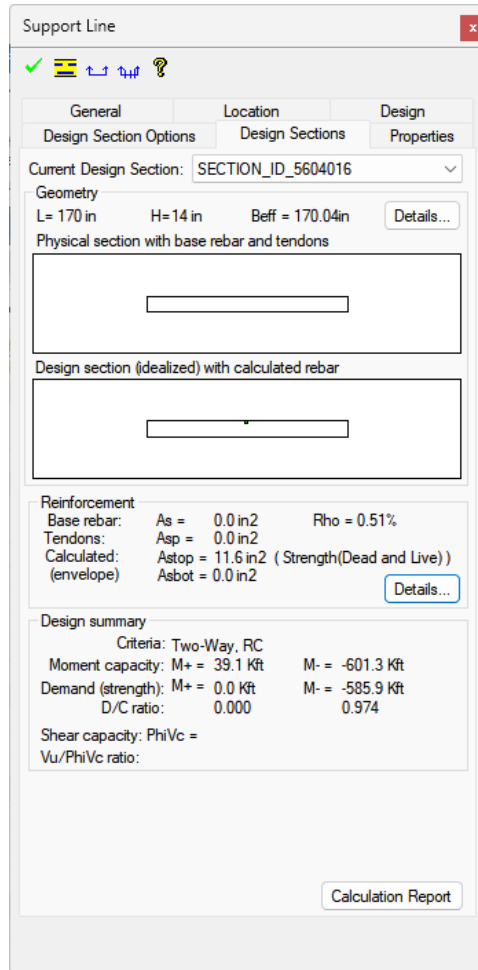 Support Line
x
?
General Location Design
Design Section Options Design Sections Properties
Current Design Section: SECTION_ID_5604016
Geometry
L= 170 in H= 14 in Beff = 170.04in Details...
Physical section with base rebar and tendons
Design section (idealized) with calculated rebar
Reinforcement
Base rebar: As = 0.0 in2 Rho = 0.51%
Tendons: Asp = 0.0 in2
Calculated: Astop = 11.6 in2 ( Strength(Dead and Live) )
(envelope) Asbot = 0.0 in2
Details...
Design summary
Criteria: Two-Way, RC
Moment capacity: M+ = 39.1 Kft M- = -601.3 Kft
Demand (strength): M+ = 0.0 Kft M- = -585.9 Kft
D/C ratio: 0.000 0.974
Shear capacity: PhiVc =
Vu/PhiVc ratio:
Calculation Report